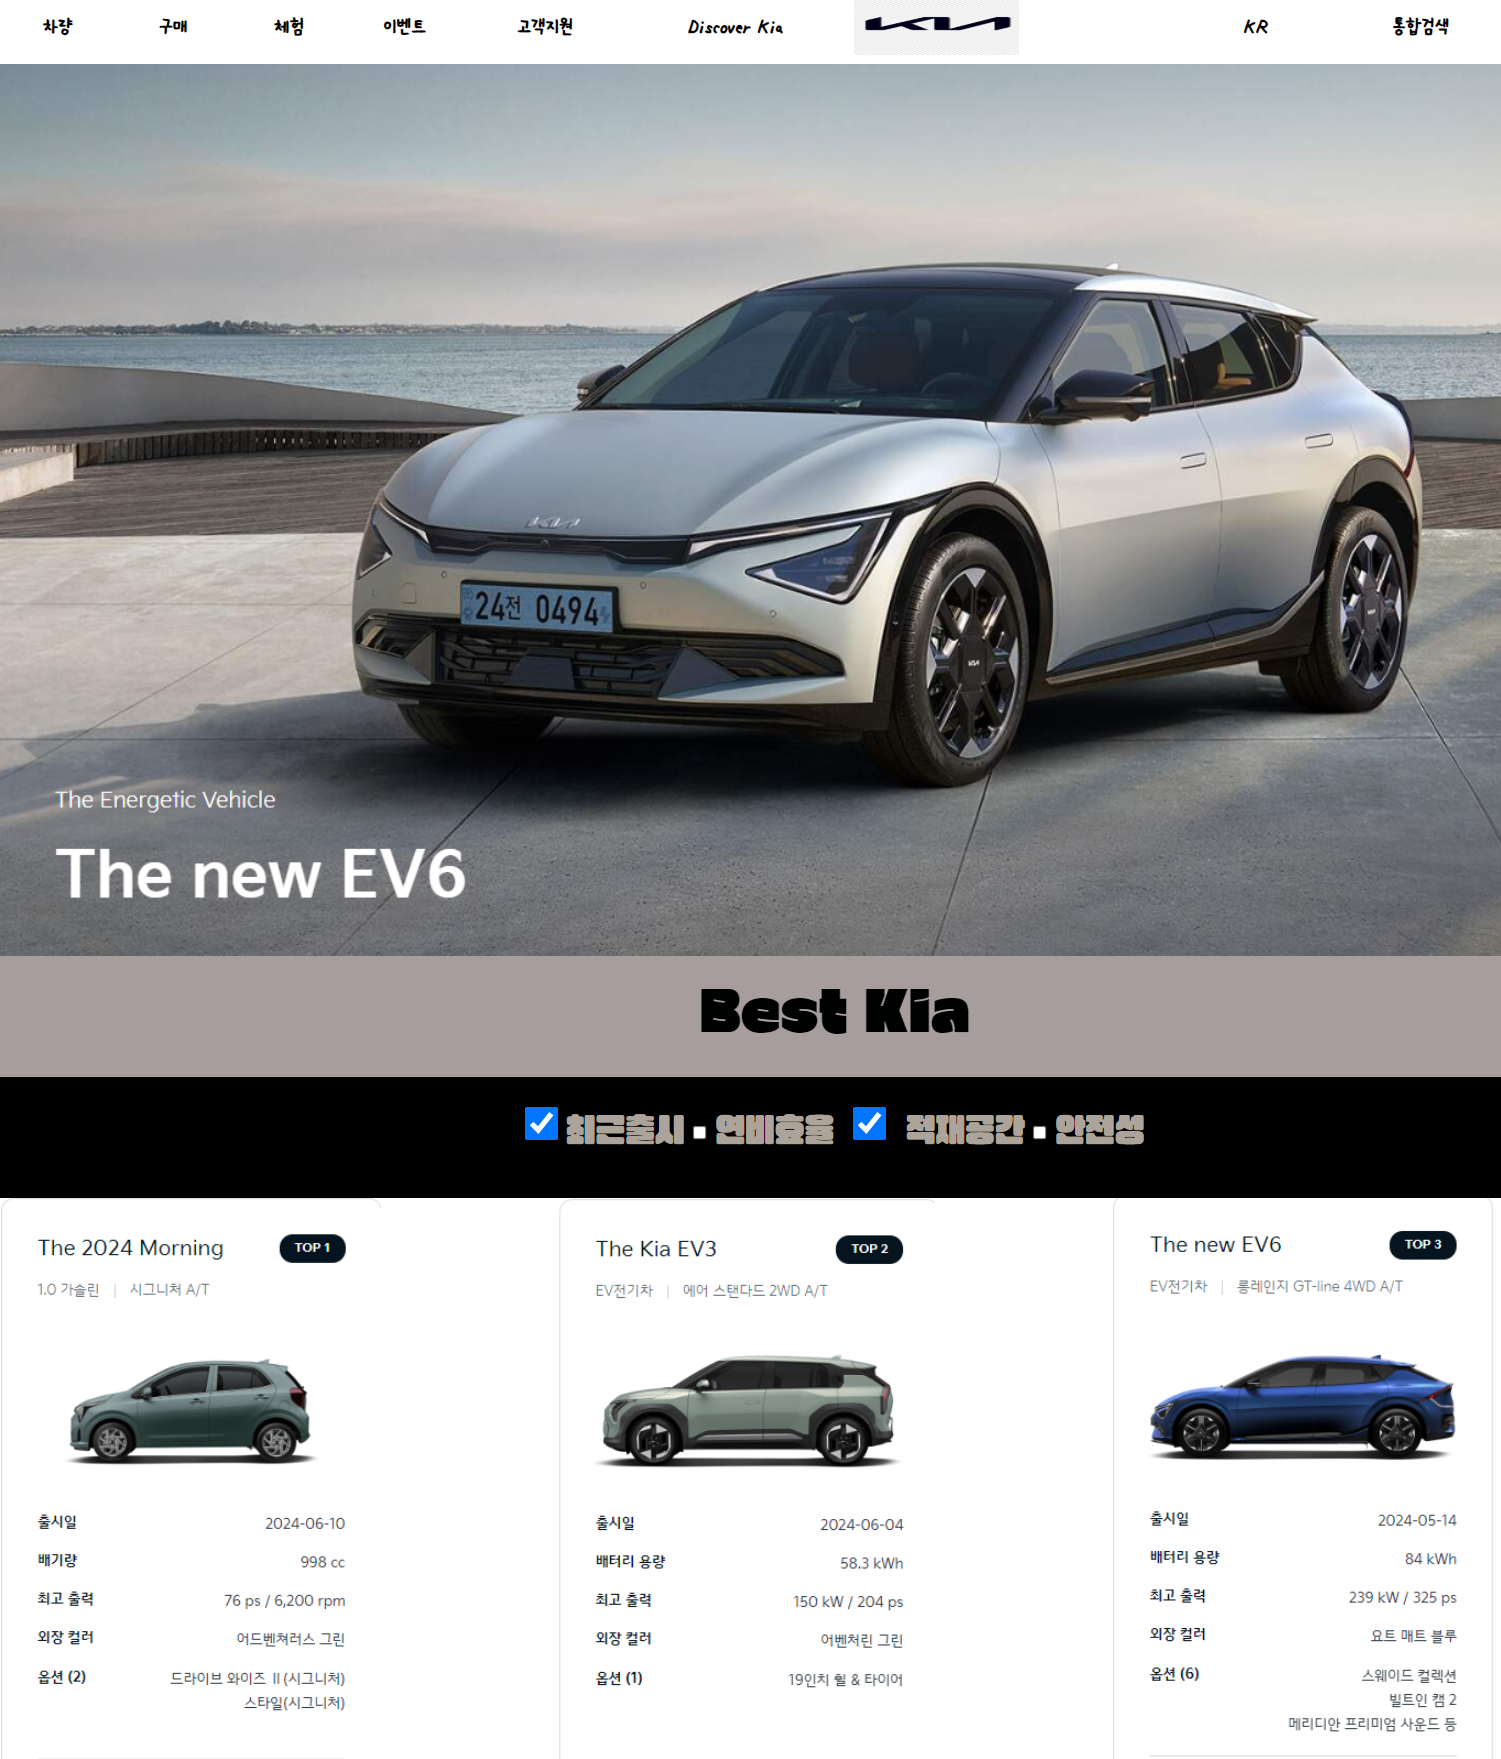 차량 구매 체험 이벤트 고객지원 Discover Kia KIA KR 통합검색
KIA
24전 0494
The Energetic Vehicle
The new EV6
Best Kia
최근출시 연비효율 적재공간 안전성
The 2024 Morning TOP 1
1.0 가솔린 | 시그니처 A/T
출시일 2024-06-10
배기량 998 cc
최고 출력 76 ps / 6,200 rpm
외장 컬러 어드벤쳐러스 그린
옵션 (2) 드라이브 와이즈 II (시그니처)
스타일(시그니처)
The Kia EV3 TOP 2
EV전기차 | 에어 스탠다드 2WD A/T
출시일 2024-06-04
배터리 용량 58.3 kWh
최고 출력 150 kW / 204 ps
외장 컬러 어벤처린 그린
옵션 (1) 19인치 휠 & 타이어
The new EV6 TOP 3
EV전기차 | 롱레인지 GT-line 4WD A/T
출시일 2024-05-14
배터리 용량 84 kWh
최고 출력 239 kW / 325 ps
외장 컬러 요트 매트 블루
옵션 (6) 스웨이드 컬렉션
빌트인 캠 2
메리디안 프리미엄 사운드 등